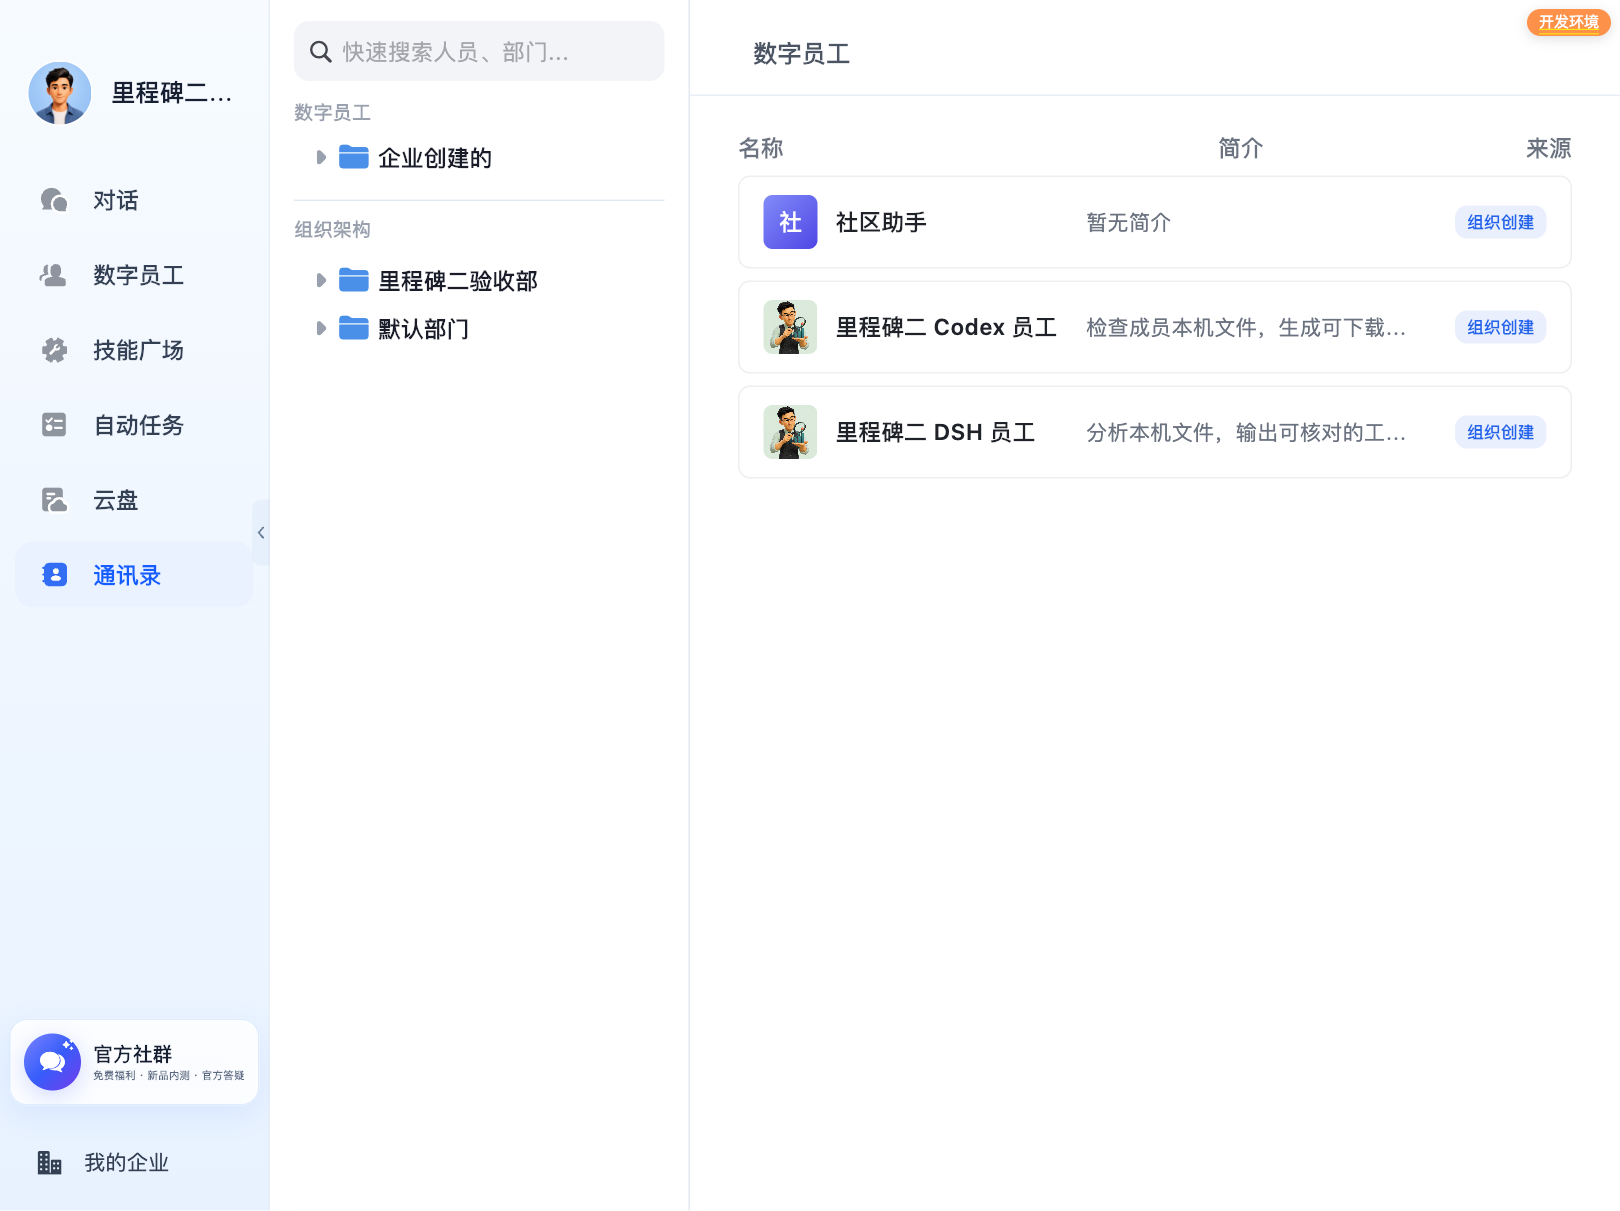 里程碑二...
对话
数字员工
技能广场
自动任务
云盘
通讯录
官方社群
免费福利 · 新品内测 · 官方答疑
我的企业
快速搜索人员、部门...
数字员工
企业创建的
组织架构
里程碑二验收部
默认部门
开发环境
数字员工
名称 简介 来源
社 社区助手 暂无简介 组织创建
里程碑二 Codex 员工 检查成员本机文件，生成可下载... 组织创建
里程碑二 DSH 员工 分析本机文件，输出可核对的工... 组织创建